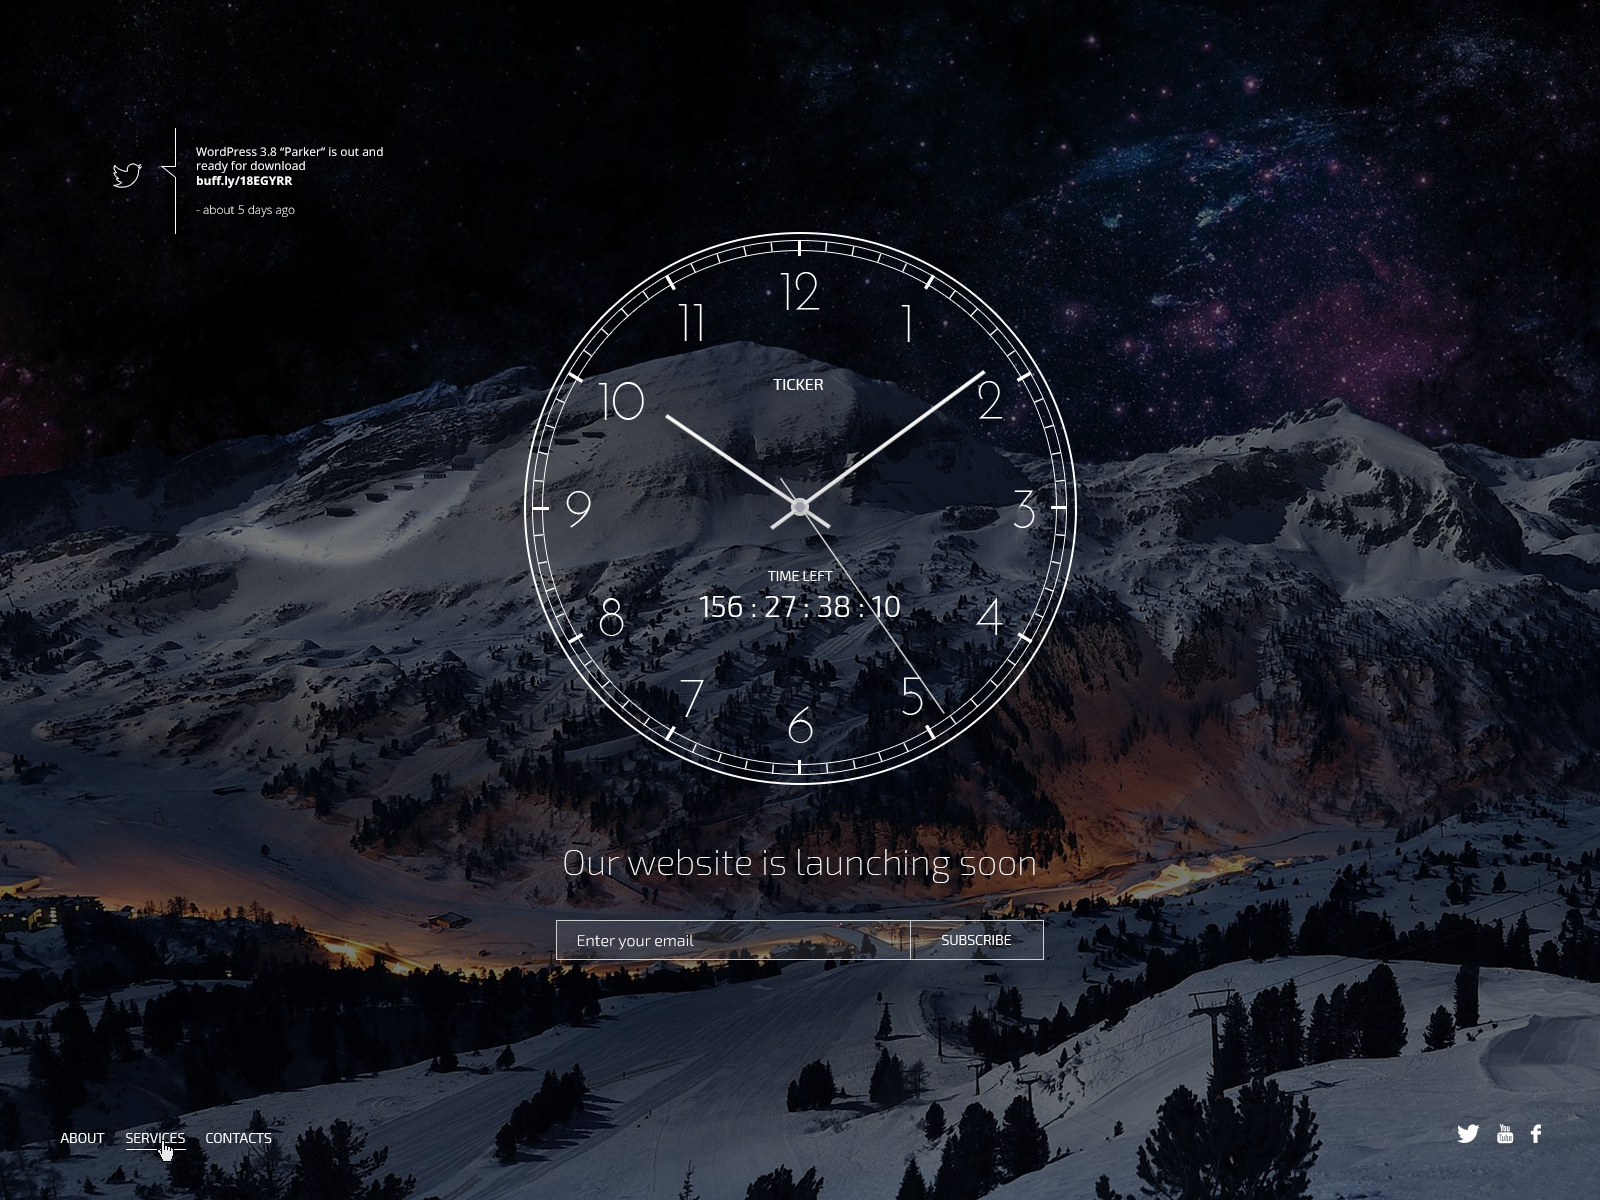 WordPress 3.8 “Parker” is out and
ready for download
buff.ly/18EGYRR
- about 5 days ago
12
11
1
10
TICKER
2
9
3
TIME LEFT
156 : 27 : 38 : 10
8
4
7
5
6
Our website is launching soon
Enter your email
SUBSCRIBE
ABOUT SERVICES CONTACTS
You
Tube